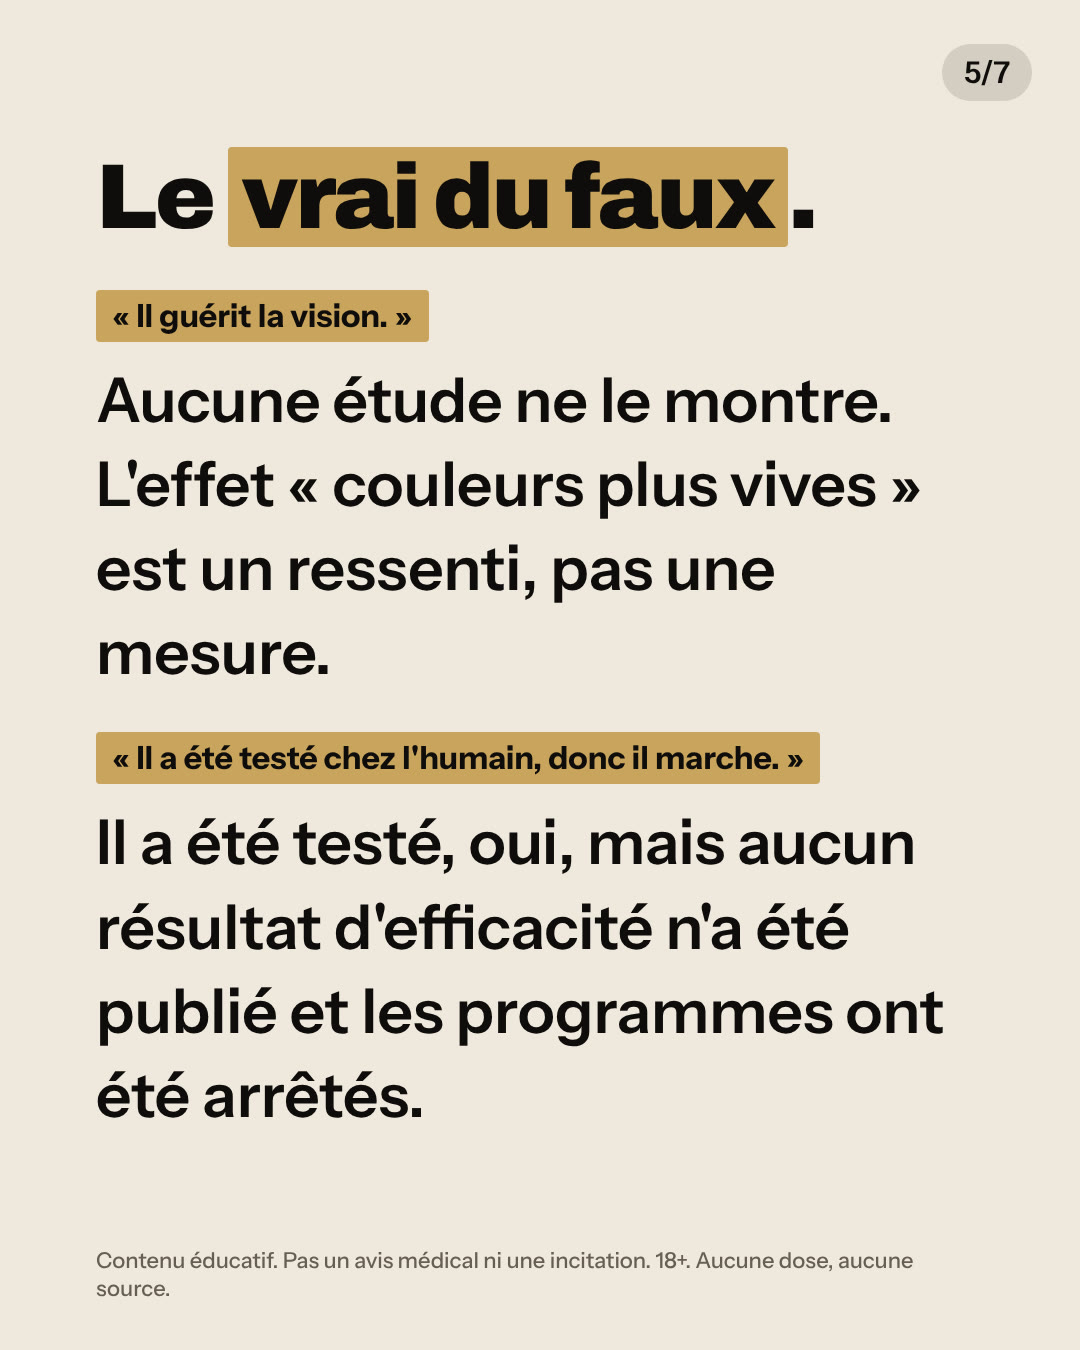 5/7
Le vrai du faux.
« Il guérit la vision. »
Aucune étude ne le montre.
L'effet « couleurs plus vives »
est un ressenti, pas une
mesure.
« Il a été testé chez l'humain, donc il marche. »
Il a été testé, oui, mais aucun
résultat d'efficacité n'a été
publié et les programmes ont
été arrêtés.
Contenu éducatif. Pas un avis médical ni une incitation. 18+. Aucune dose, aucune
source.